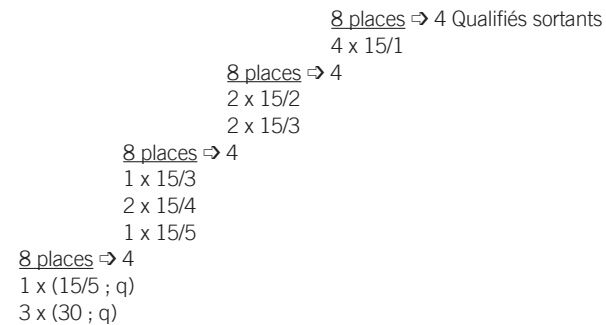 8 places ➩ 4 Qualifiés sortants
4 x 15/1
8 places ➩ 4
2 x 15/2
2 x 15/3
8 places ➩ 4
1 x 15/3
2 x 15/4
1 x 15/5
8 places ➩ 4
1 x (15/5 ; q)
3 x (30 ; q)